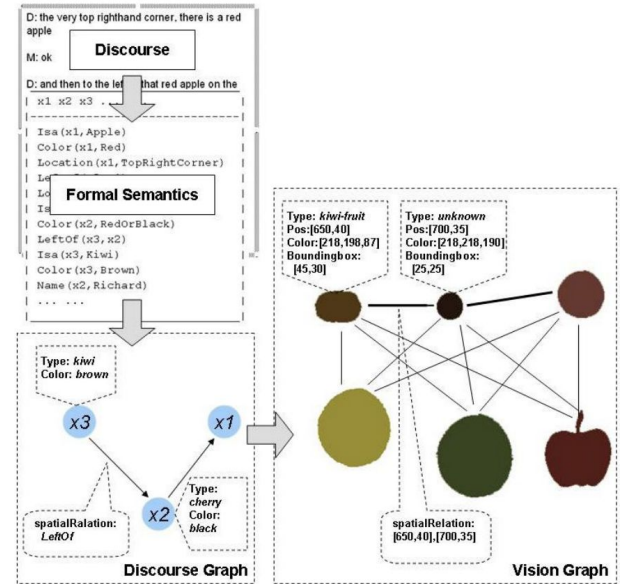 D: the very top righthand corner, there is a red
apple
M: ok
Discourse
D: and then to the left that red apple on the
x1 x2 x3 . .
Isa(x1,Apple)
Color(x1,Red)
Location(x1,TopRightCorner)
Formal Semantics
Color(x2,RedOrBlack)
LeftOf(x3,x2)
Isa(x3,Kiwi)
Color(x3,Brown)
Name(x2,Richard)
... ...
Type: kiwi
Color: brown
x3
x1
x2
Type:
cherry
Color:
black
spatialRelation:
LeftOf
Discourse Graph
Type: kiwi-fruit
Pos:[650,40]
Color:[218,198,87]
Boundingbox:
[45,30]
Type: unknown
Pos:[700,35]
Color:[218,218,190]
Boundingbox:
[25,25]
spatialRelation:
[650,40],[700,35]
Vision Graph